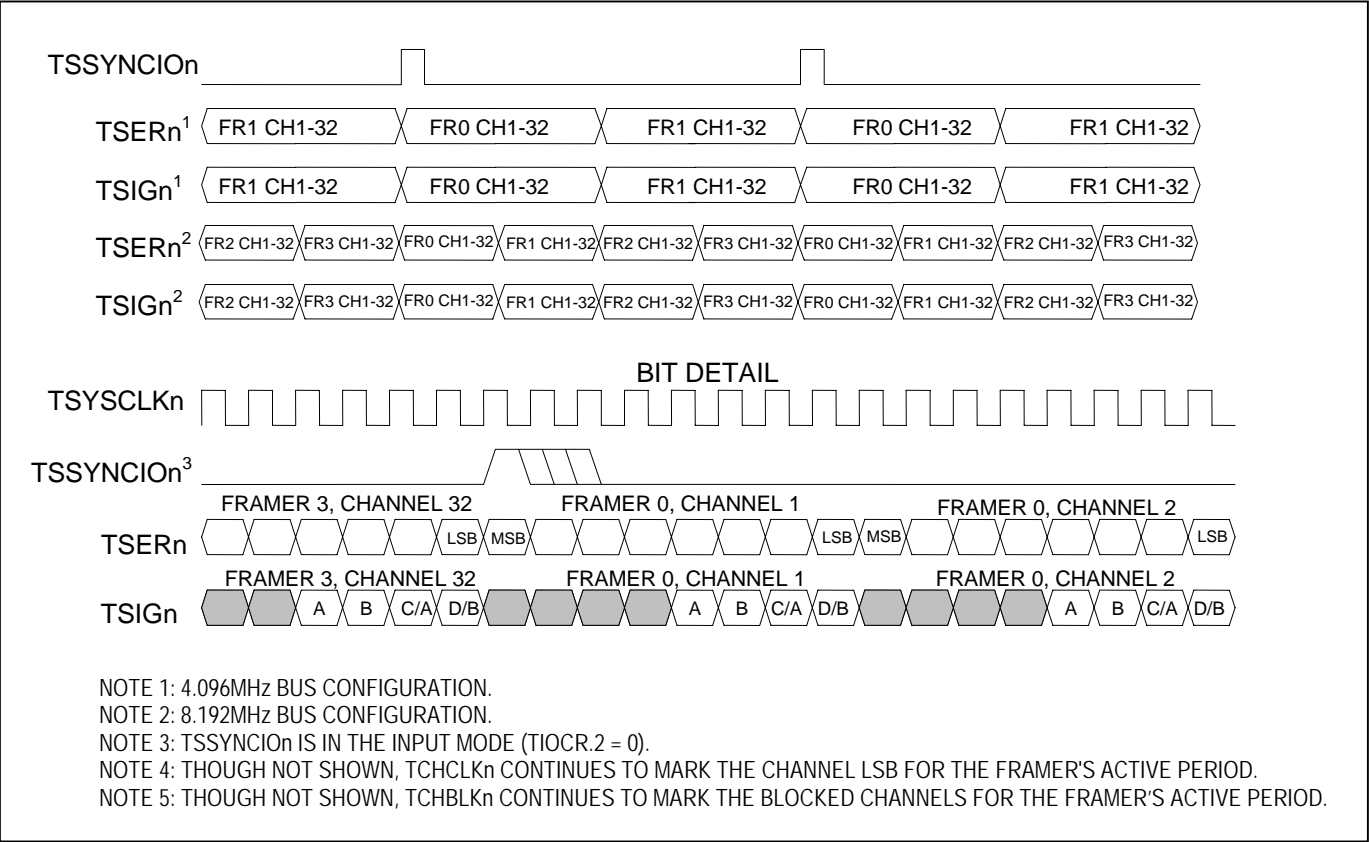 TSSYNCIOn
TSERn1 FR1 CH1-32 FR0 CH1-32 FR1 CH1-32 FR0 CH1-32 FR1 CH1-32
TSIGn1 FR1 CH1-32 FR0 CH1-32 FR1 CH1-32 FR0 CH1-32 FR1 CH1-32
TSERn2 FR2 CH1-32 FR3 CH1-32 FR0 CH1-32 FR1 CH1-32 FR2 CH1-32 FR3 CH1-32 FR0 CH1-32 FR1 CH1-32 FR2 CH1-32 FR3 CH1-32
TSIGn2 FR2 CH1-32 FR3 CH1-32 FR0 CH1-32 FR1 CH1-32 FR2 CH1-32 FR3 CH1-32 FR0 CH1-32 FR1 CH1-32 FR2 CH1-32 FR3 CH1-32
BIT DETAIL
TSYSCLKn
TSSYNCIOn3
FRAMER 3, CHANNEL 32 FRAMER 0, CHANNEL 1 FRAMER 0, CHANNEL 2
TSERn LSB MSB LSB MSB LSB
FRAMER 3, CHANNEL 32 FRAMER 0, CHANNEL 1 FRAMER 0, CHANNEL 2
TSIGn A B C/A D/B A B C/A D/B A B C/A D/B
NOTE 1: 4.096MHz BUS CONFIGURATION.
NOTE 2: 8.192MHz BUS CONFIGURATION.
NOTE 3: TSSYNCIOn IS IN THE INPUT MODE (TIOCR.2 = 0).
NOTE 4: THOUGH NOT SHOWN, TCHCLKn CONTINUES TO MARK THE CHANNEL LSB FOR THE FRAMER'S ACTIVE PERIOD.
NOTE 5: THOUGH NOT SHOWN, TCHBLKn CONTINUES TO MARK THE BLOCKED CHANNELS FOR THE FRAMER’S ACTIVE PERIOD.